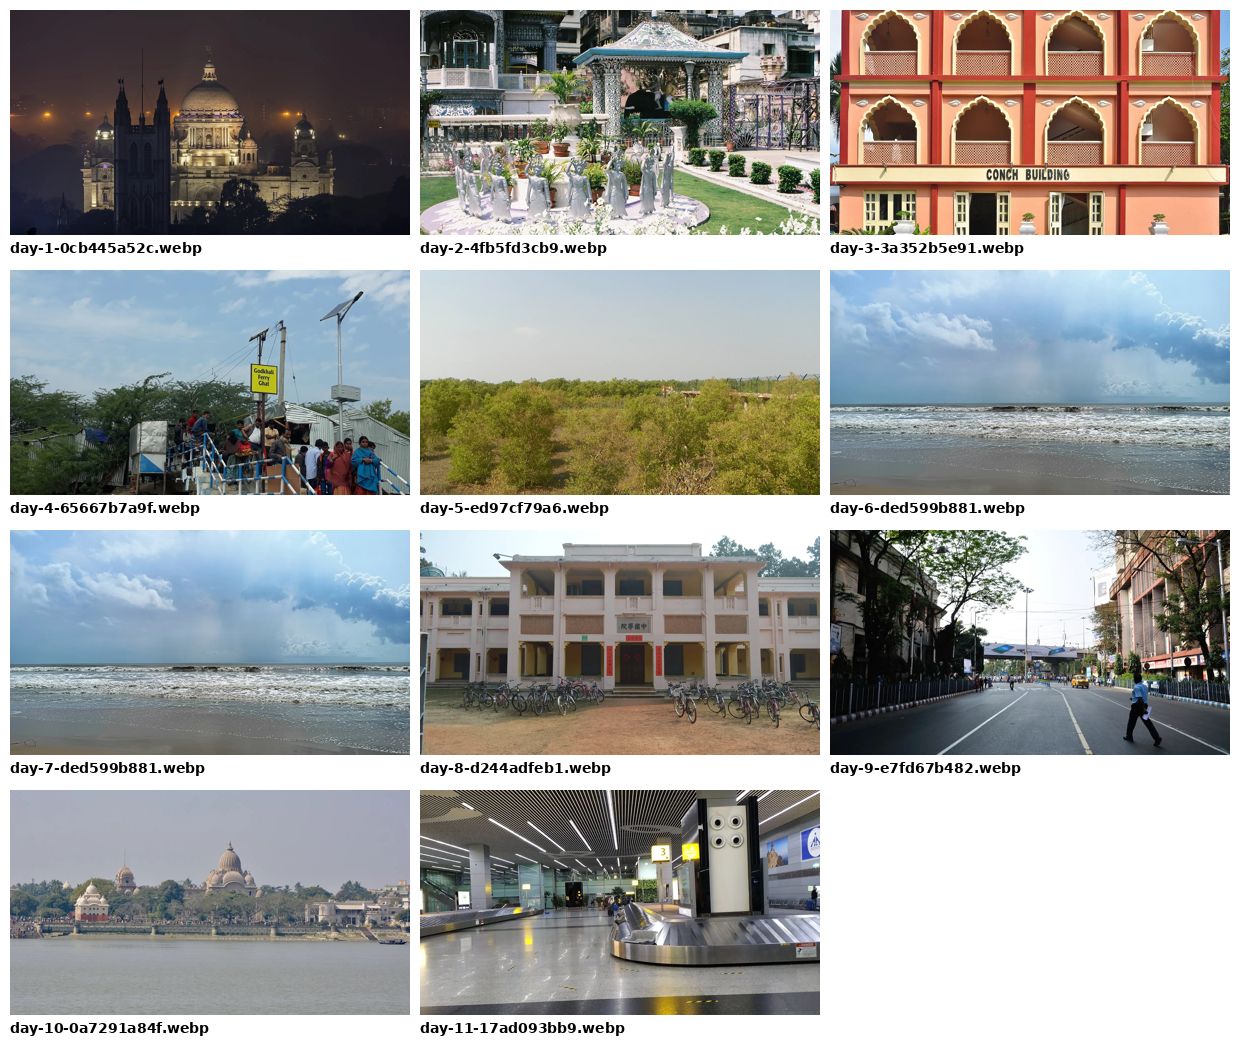 day-1-0cb445a52c.webp
day-2-4fb5fd3cb9.webp
CONCH BUILDING
day-3-3a352b5e91.webp
Godkhali
Ferry
Ghat
day-4-65667b7a9f.webp
day-5-ed97cf79a6.webp
day-6-ded599b881.webp
day-7-ded599b881.webp
院學國中
day-8-d244adfeb1.webp
day-9-e7fd67b482.webp
day-10-0a7291a84f.webp
3
day-11-17ad093bb9.webp